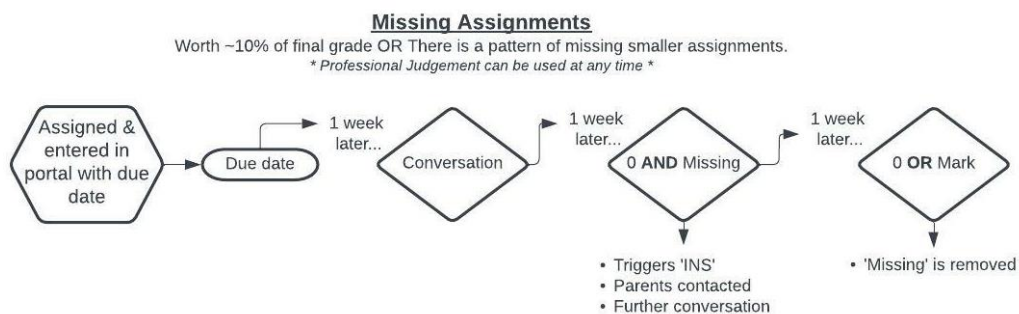 Missing Assignments
Worth ~10% of final grade OR There is a pattern of missing smaller assignments.
* Professional Judgement can be used at any time *
Assigned &
entered in
portal with due
date
Due date
1 week
later...
Conversation
1 week
later...
0 AND Missing
• Triggers 'INS'
• Parents contacted
• Further conversation
1 week
later...
0 OR Mark
• 'Missing' is removed